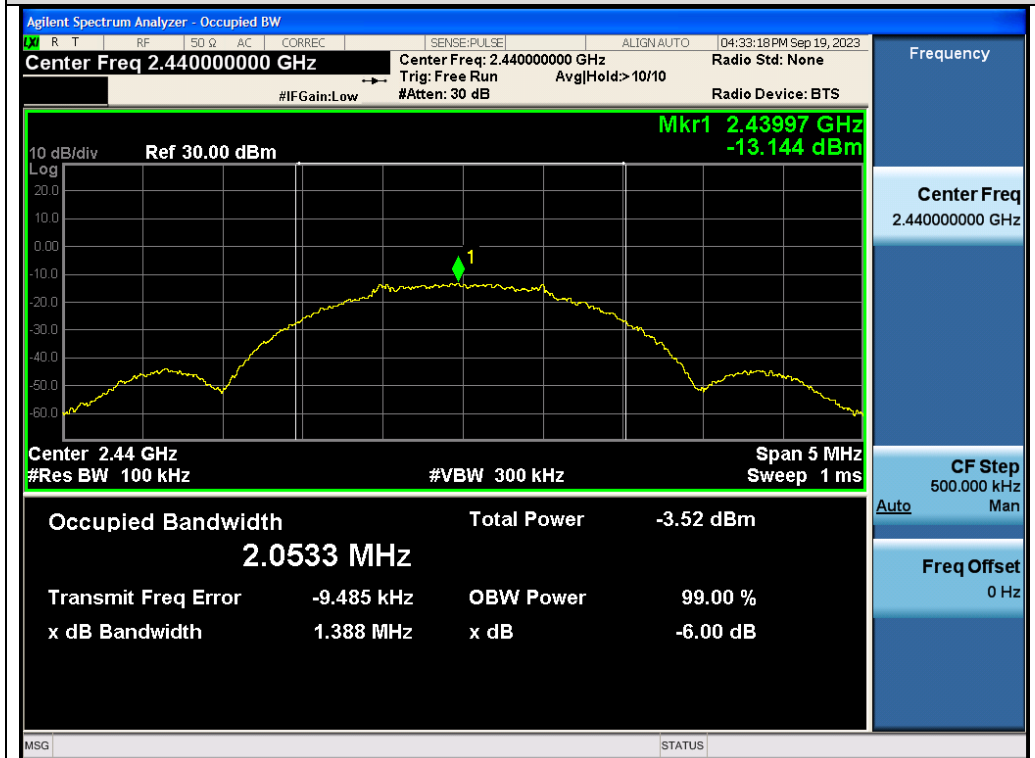 Agilent Spectrum Analyzer - Occupied BW
LXI R T RF 50 Ω AC CORREC SENSE:PULSE ALIGN AUTO 04:33:18 PM Sep 19, 2023
Center Freq 2.440000000 GHz
Center Freq: 2.440000000 GHz
Radio Std: None
Trig: Free Run Avg|Hold:> 10/10
#IFGain:Low
#Atten: 30 dB
Radio Device: BTS
Mkr1 2.43997 GHz
-13.144 dBm
10 dB/div Ref 30.00 dBm
Log
20.0
10.0
0.00
-10.0
-20.0
-30.0
-40.0
-50.0
-60.0
1
Center 2.44 GHz Span 5 MHz
#Res BW 100 kHz #VBW 300 kHz Sweep 1 ms
Occupied Bandwidth Total Power -3.52 dBm
2.0533 MHz
Transmit Freq Error -9.485 kHz OBW Power 99.00 %
x dB Bandwidth 1.388 MHz x dB -6.00 dB
Frequency
Center Freq
2.440000000 GHz
CF Step
500.000 kHz
Auto Man
Freq Offset
0 Hz
MSG STATUS